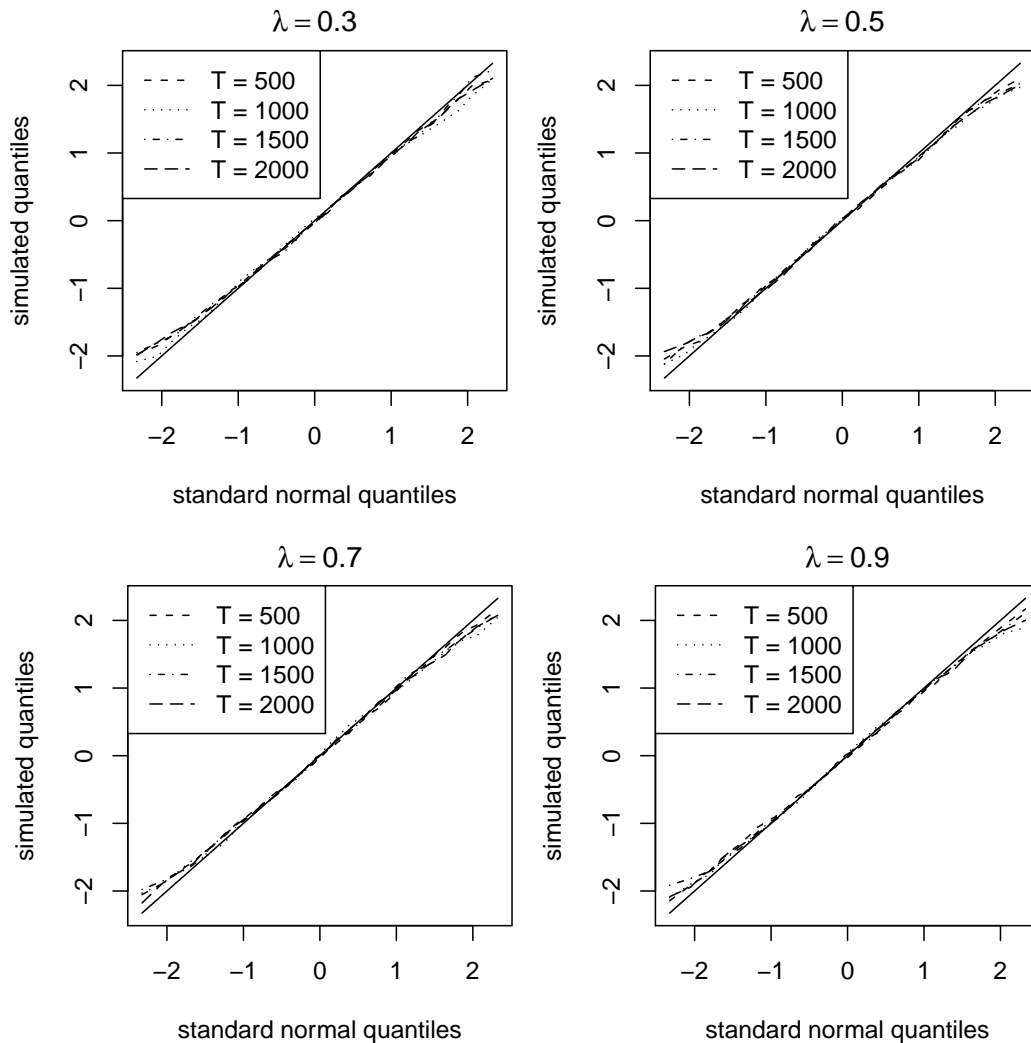 λ = 0.3
T = 500
T = 1000
T = 1500
T = 2000
2
1
0
−1
−2
simulated quantiles
−2 −1 0 1 2
standard normal quantiles
λ = 0.5
T = 500
T = 1000
T = 1500
T = 2000
2
1
0
−1
−2
simulated quantiles
−2 −1 0 1 2
standard normal quantiles
λ = 0.7
T = 500
T = 1000
T = 1500
T = 2000
2
1
0
−1
−2
simulated quantiles
−2 −1 0 1 2
standard normal quantiles
λ = 0.9
T = 500
T = 1000
T = 1500
T = 2000
2
1
0
−1
−2
simulated quantiles
−2 −1 0 1 2
standard normal quantiles